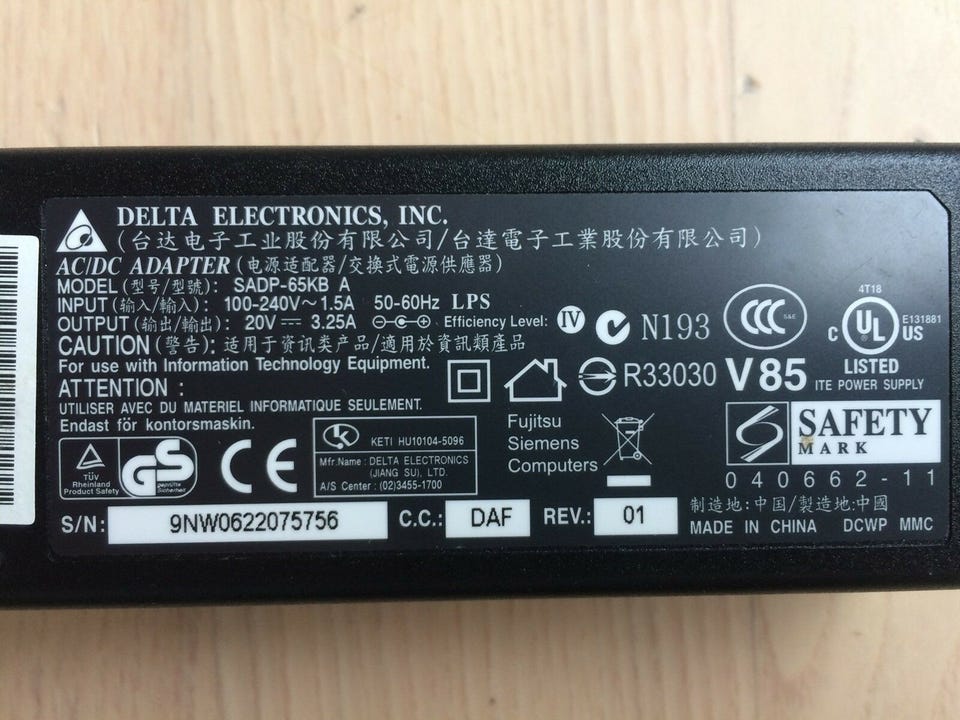 DELTA ELECTRONICS, INC.
(台达电子工业股份有限公司/台達電子工業股份有限公司)
AC/DC ADAPTER (电源适配器/交換式電源供應器)
MODEL (型号/型號): SADP-65KB A
INPUT (输入/輸入): 100-240V~1.5A 50-60Hz LPS
OUTPUT (输出/輸出): 20V ⎓ 3.25A Efficiency Level: IV
CAUTION (警告): 适用于资讯类产品/適用於資訊類產品
For use with Information Technology Equipment.
ATTENTION :
UTILISER AVEC DU MATERIEL INFORMATIQUE SEULEMENT.
Endast för kontorsmaskin.
N193
CCC S&E
4T18
C UL US
E131881
LISTED
ITE POWER SUPPLY
R33030
V85
TÜV
Rheinland
Product Safety
GS
geprüfte
Sicherheit
CE
K
KETI HU10104-5096
Mfr.Name : DELTA ELECTRONICS
(JIANG SU), LTD.
A/S Center : (02)3455-1700
Fujitsu
Siemens
Computers
SAFETY
MARK
040662-11
S/N: 9NW0622075756 C.C.: DAF REV.: 01
制造地:中国/製造地:中國
MADE IN CHINA DCWP MMC